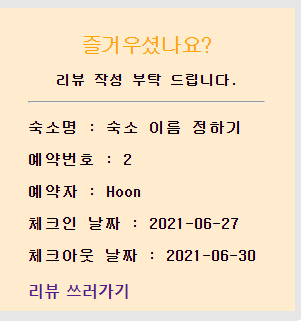 즐거우셨나요?
리뷰 작성 부탁 드립니다.
숙소명 : 숙소 이름 정하기
예약번호 : 2
예약자 : Hoon
체크인 날짜 : 2021-06-27
체크아웃 날짜 : 2021-06-30
리뷰 쓰러가기